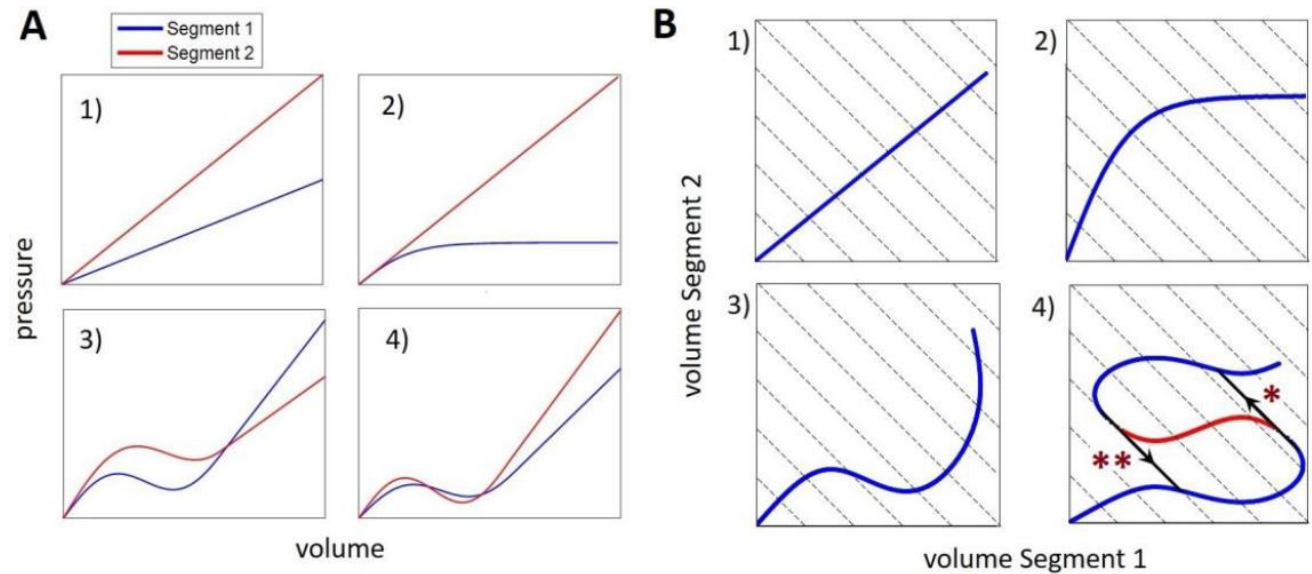 A
Segment 1
Segment 2
1)
2)
3)
4)
pressure
volume
B
1)
2)
3)
4)
*
**
volume Segment 2
volume Segment 1